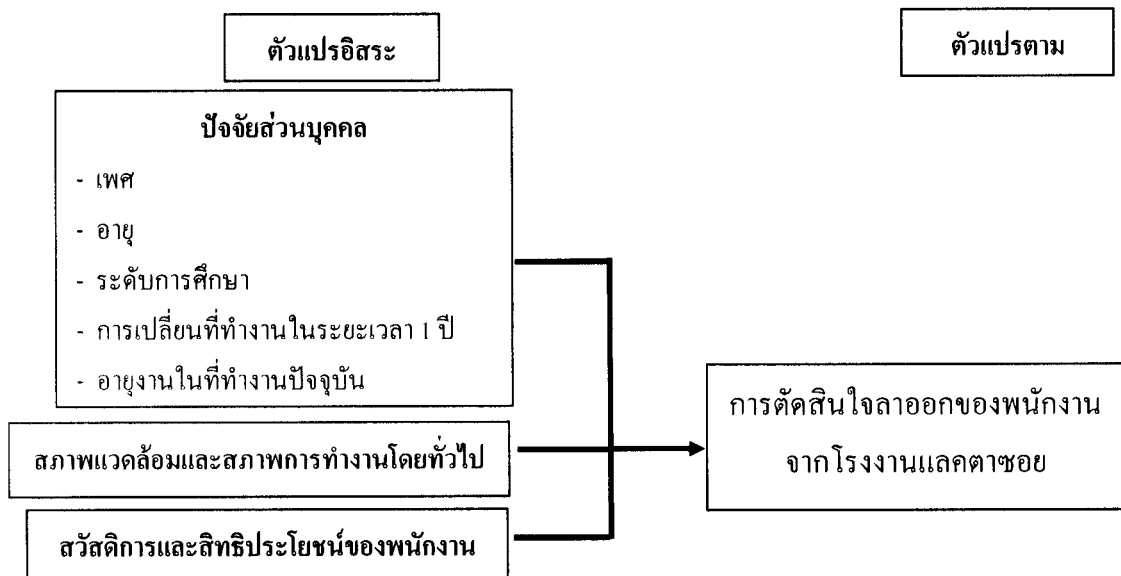 ตัวแปรอิสระ
ตัวแปรตาม
ปัจจัยส่วนบุคคล
- เพศ
- อายุ
- ระดับการศึกษา
- การเปลี่ยนที่ทำงานในระยะเวลา 1 ปี
- อายุงานในที่ทำงานปัจจุบัน
สภาพแวดล้อมและสภาพการทำงานโดยทั่วไป
สวัสดิการและสิทธิประโยชน์ของพนักงาน
การตัดสินใจลาออกของพนักงาน
จากโรงงานแลคตาซอย